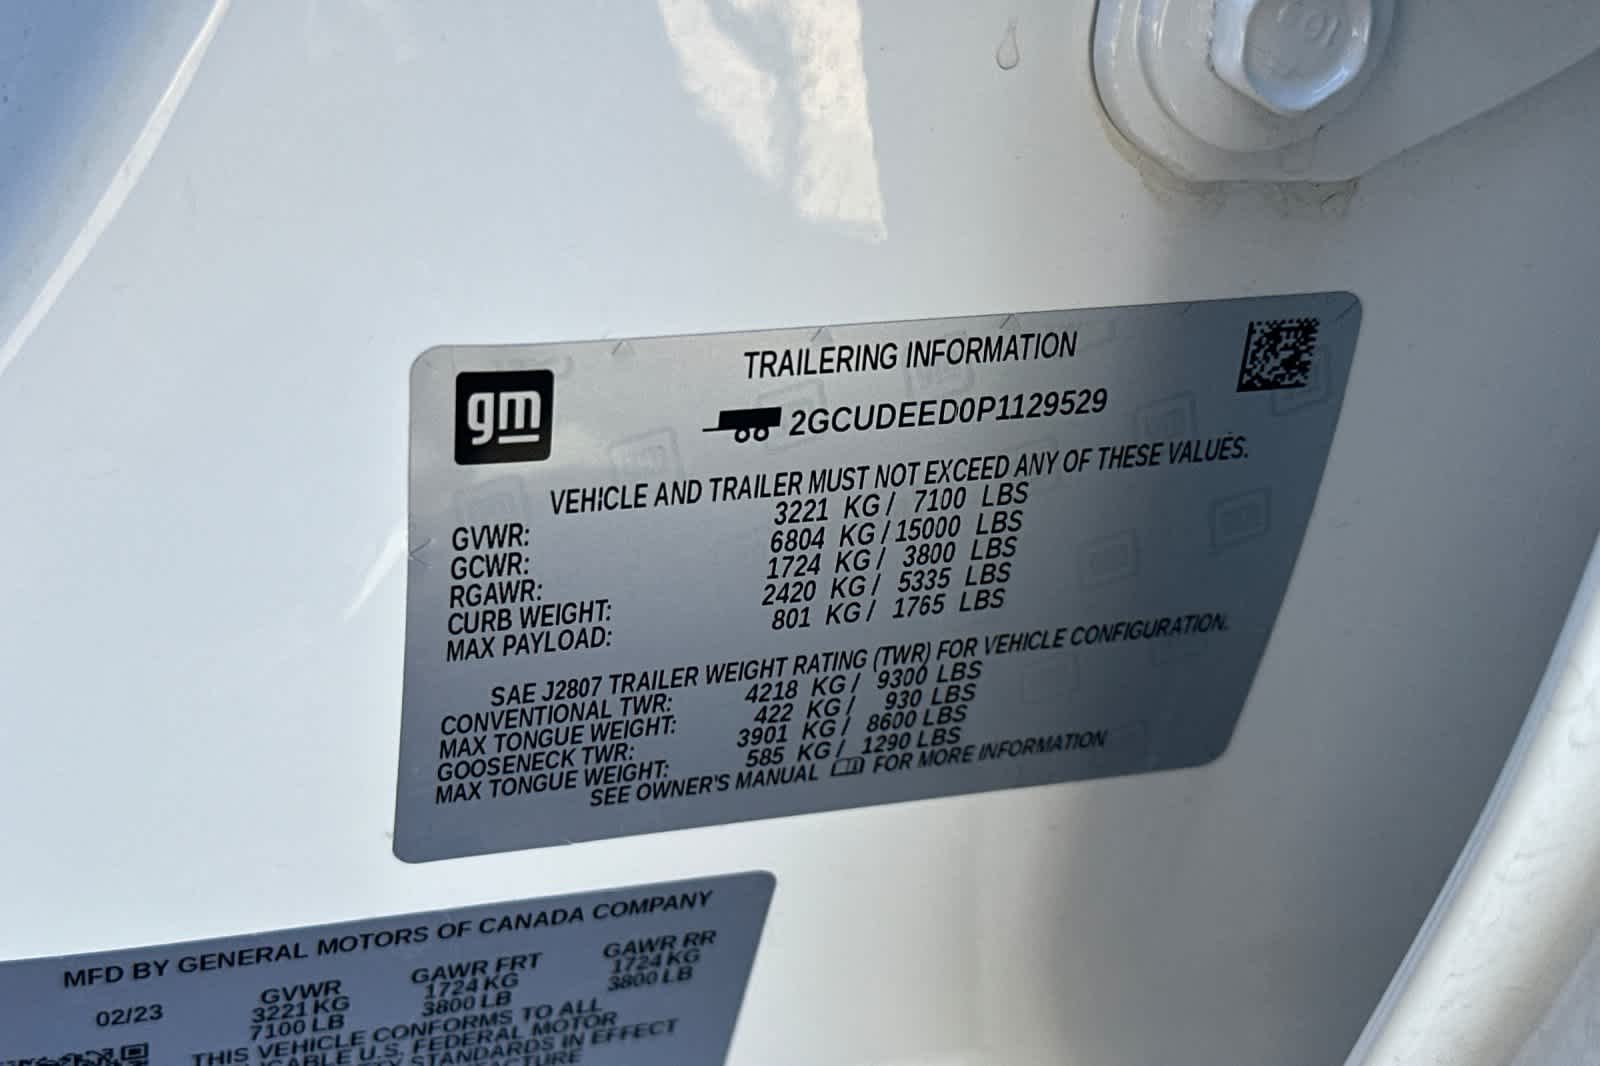 gm
TRAILERING INFORMATION
2GCUDEED0P1129529
VEHICLE AND TRAILER MUST NOT EXCEED ANY OF THESE VALUES.
GVWR: 3221 KG / 7100 LBS
GCWR: 6804 KG / 15000 LBS
RGAWR: 1724 KG / 3800 LBS
CURB WEIGHT: 2420 KG / 5335 LBS
MAX PAYLOAD: 801 KG / 1765 LBS
SAE J2807 TRAILER WEIGHT RATING (TWR) FOR VEHICLE CONFIGURATION.
CONVENTIONAL TWR: 4218 KG / 9300 LBS
MAX TONGUE WEIGHT: 422 KG / 930 LBS
GOOSENECK TWR: 3901 KG / 8600 LBS
MAX TONGUE WEIGHT: 585 KG / 1290 LBS
SEE OWNER'S MANUAL FOR MORE INFORMATION
MFD BY GENERAL MOTORS OF CANADA COMPANY
02/23 GVWR GAWR FRT GAWR RR
3221 KG 1724 KG 1724 KG
7100 LB 3800 LB 3800 LB
THIS VEHICLE CONFORMS TO ALL
U.S. FEDERAL MOTOR
STANDARDS IN EFFECT